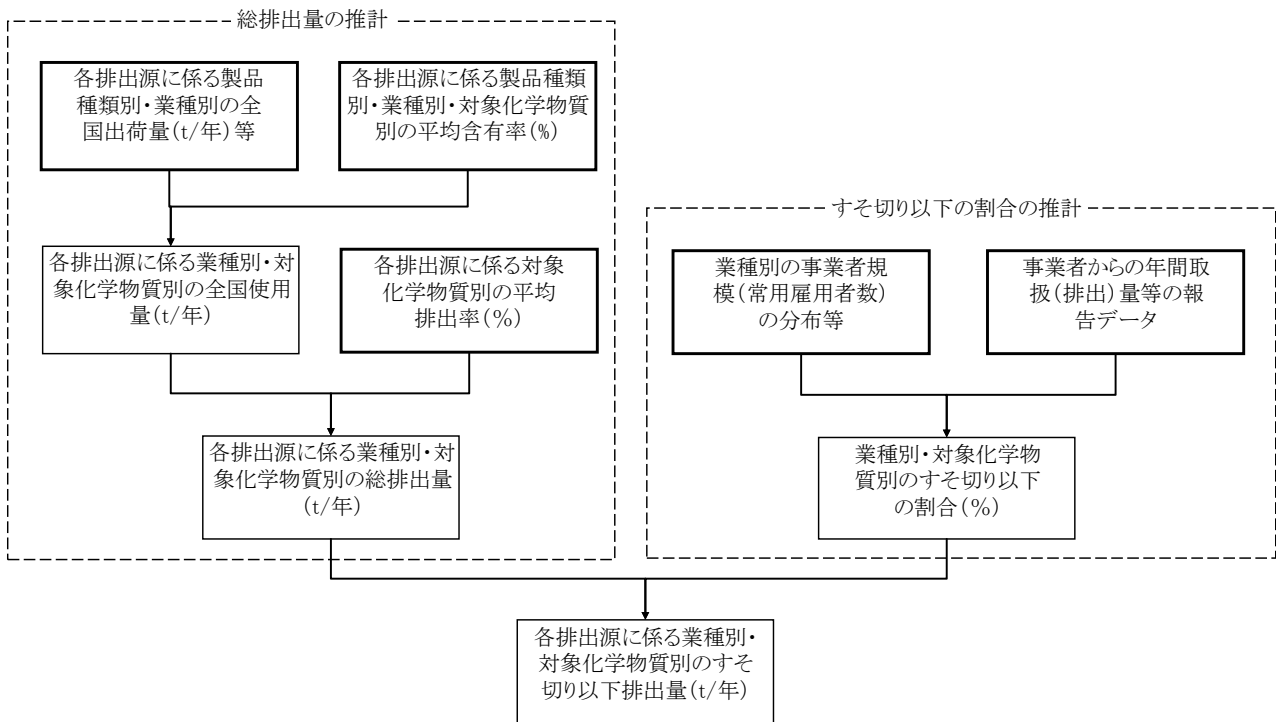 総排出量の推計
各排出源に係る製品
種類別・業種別の全
国出荷量(t/年)等
各排出源に係る製品種類
別・業種別・対象化学物質
別の平均含有率(%)
すそ切り以下の割合の推計
各排出源に係る業種別・対
象化学物質別の全国使用
量(t/年)
各排出源に係る対象
化学物質別の平均
排出率(%)
業種別の事業者規
模(常用雇用者数)
の分布等
事業者からの年間取
扱(排出)量等の報
告データ
各排出源に係る業種別・対
象化学物質別の総排出量
(t/年)
業種別・対象化学物
質別のすそ切り以下
の割合(%)
各排出源に係る業種別・
対象化学物質別のすそ
切り以下排出量(t/年)